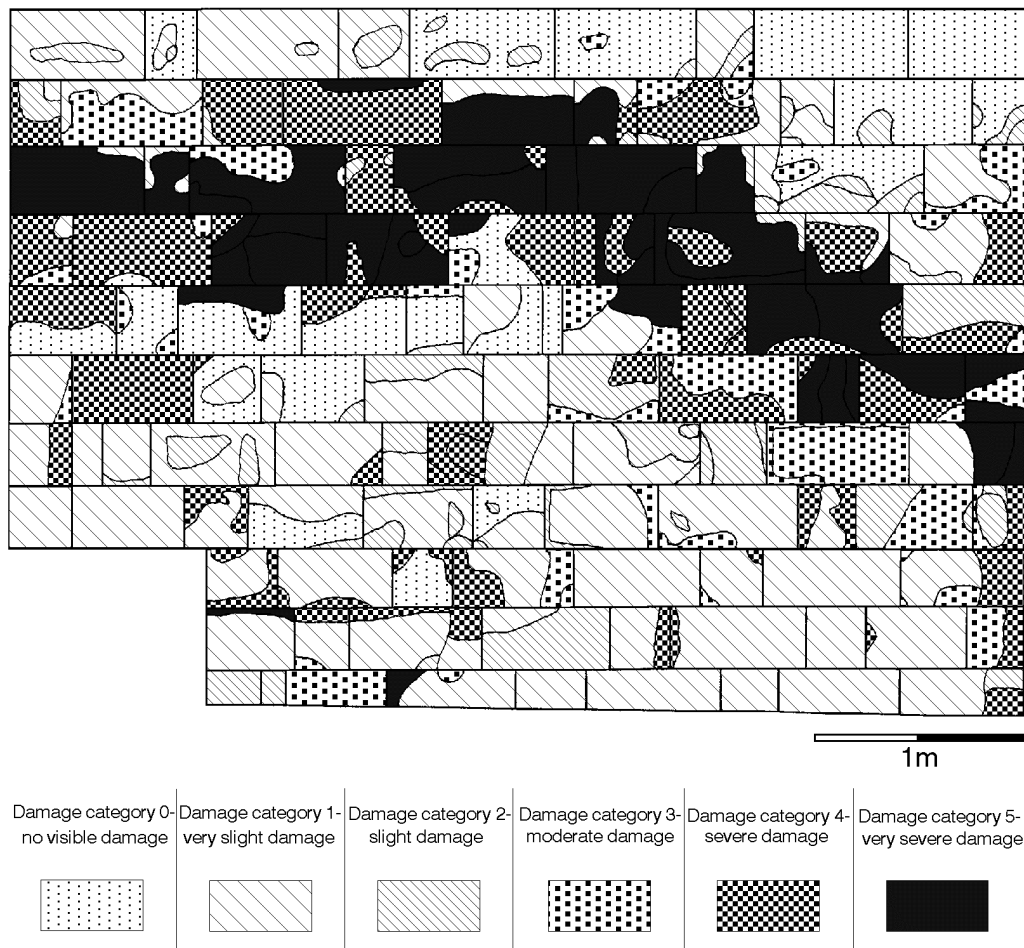 1m
Damage category 0-
no visible damage
Damage category 1-
very slight damage
Damage category 2-
slight damage
Damage category 3-
moderate damage
Damage category 4-
severe damage
Damage category 5-
very severe damage